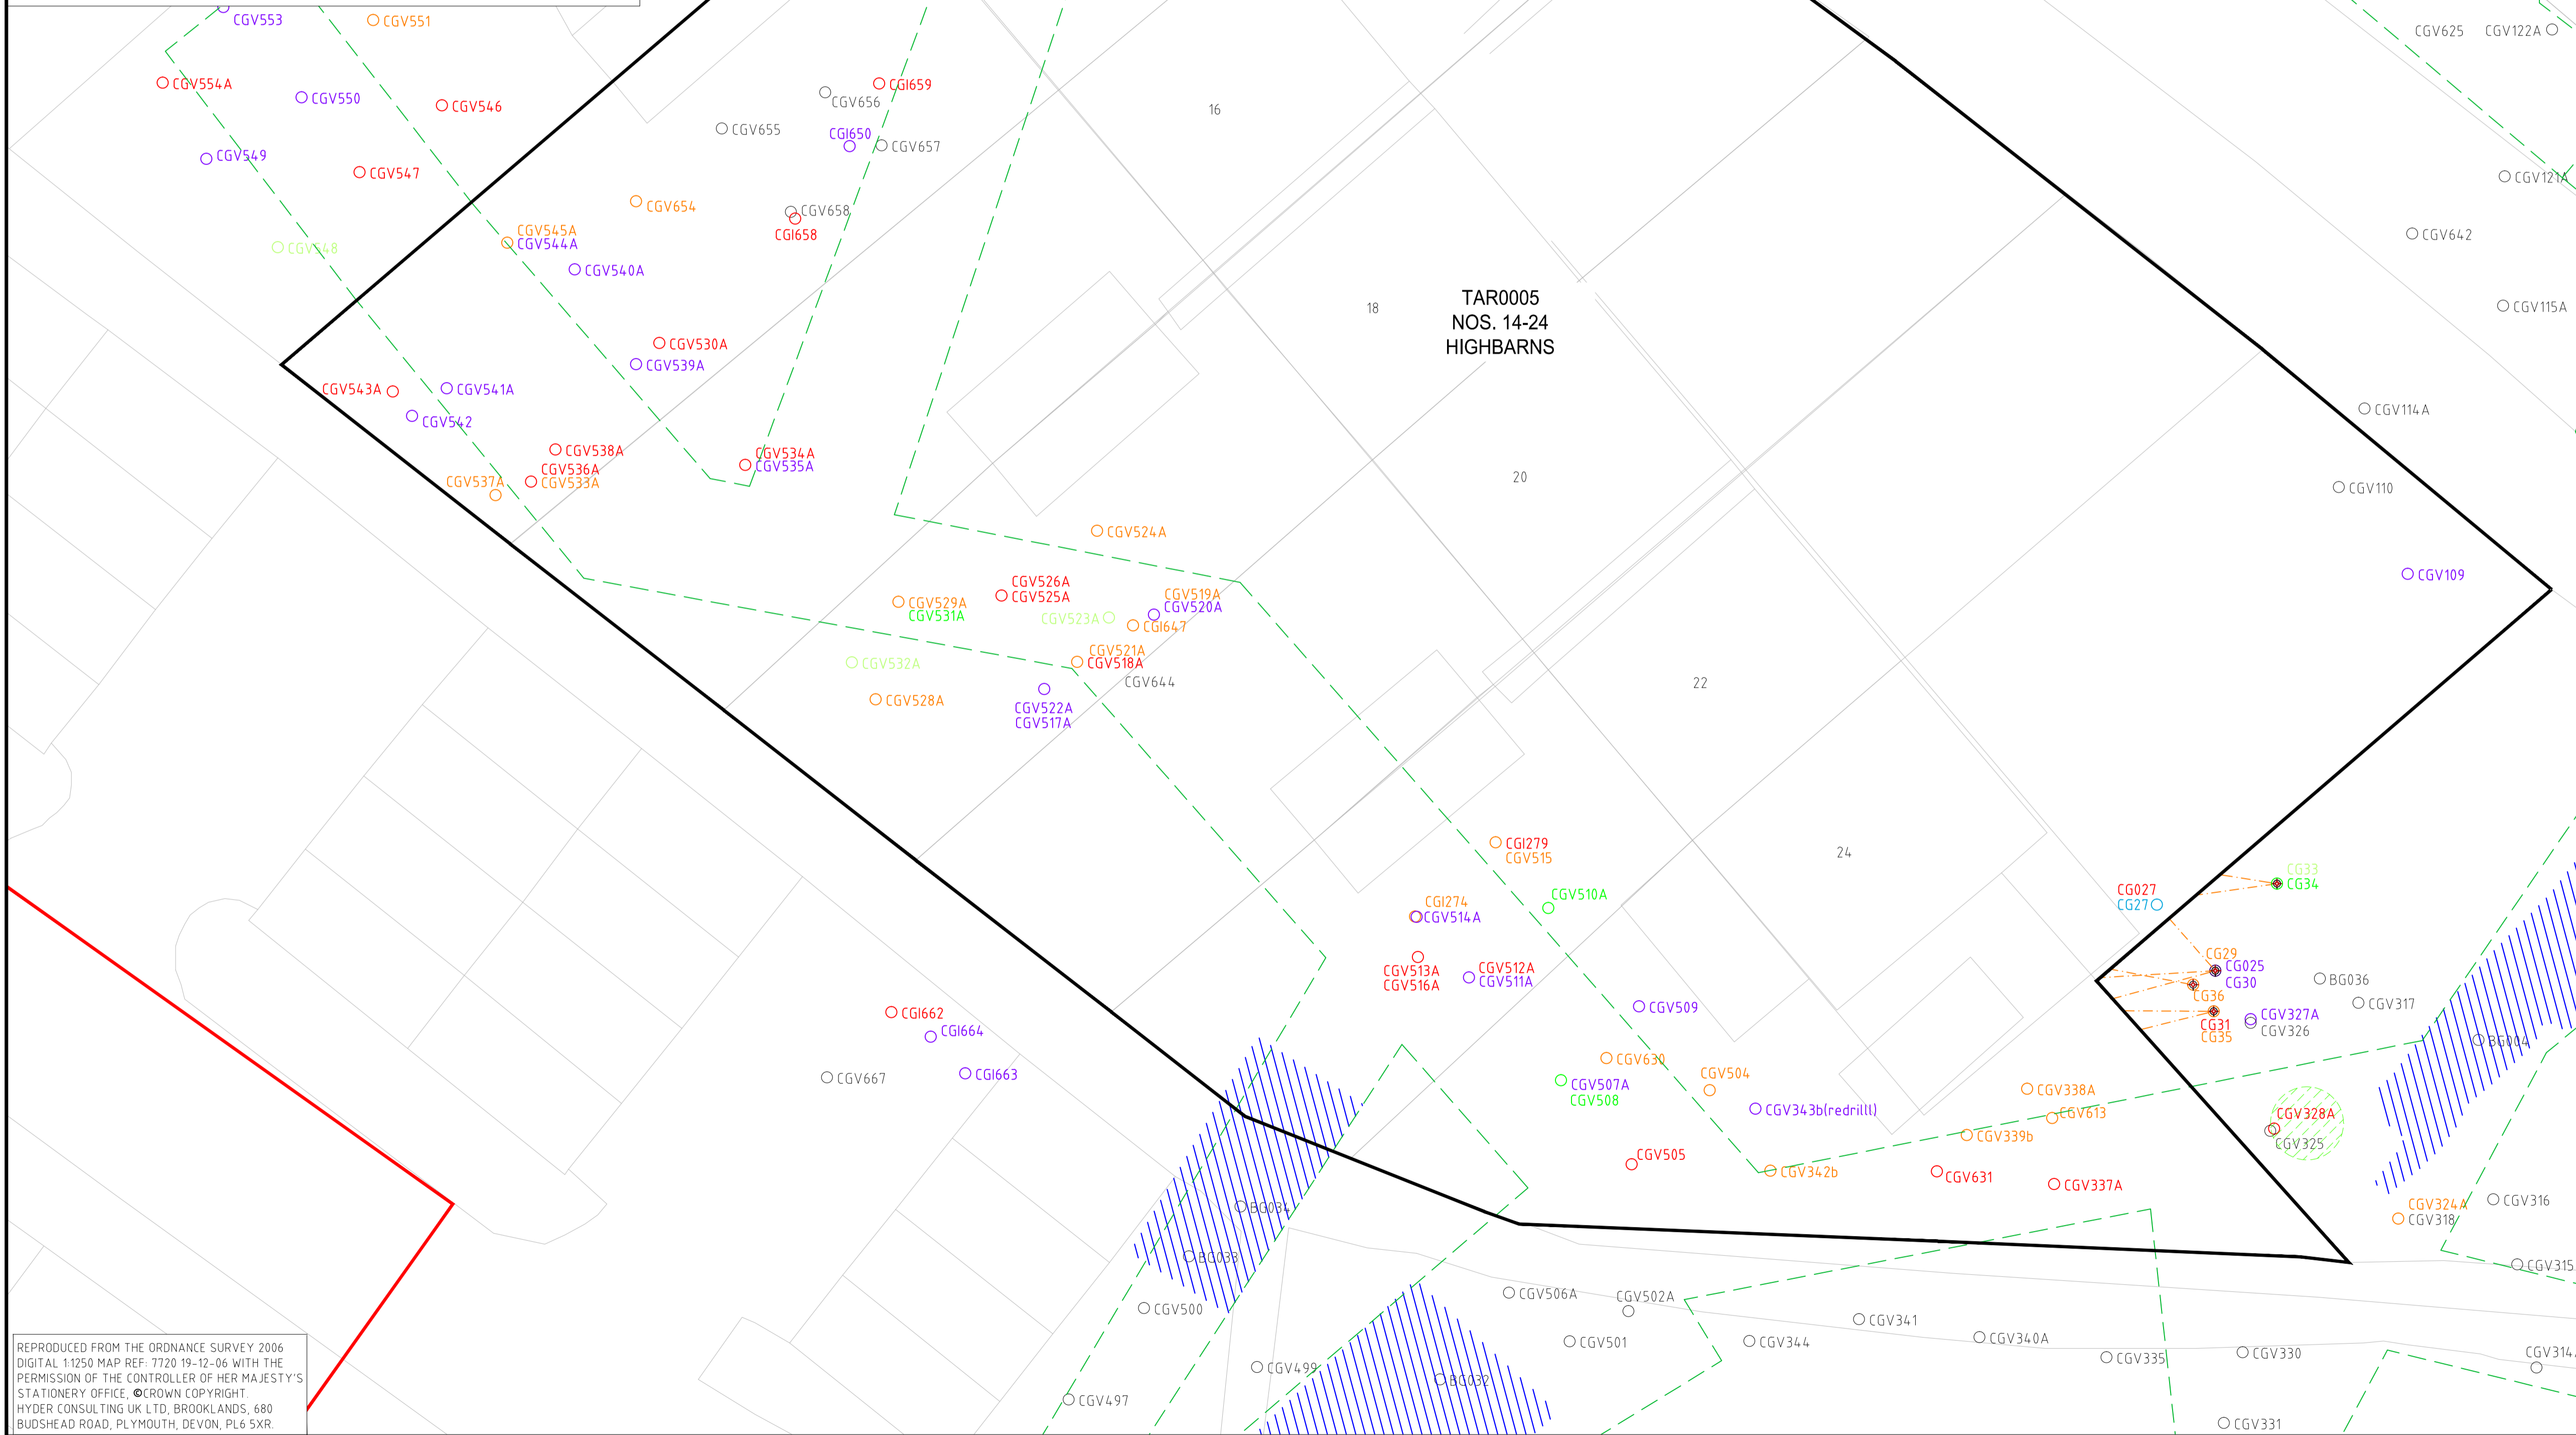 CGV553
CGV551
CGV625
CGV122A
CGV554A
CGV550
CGV546
CGV656
CGI659
16
CGV655
CGI650
CGV657
CGV549
CGV547
CGV121A
CGV654
CGV658
CGI658
CGV545A
CGV544A
CGV548
CGV642
CGV540A
TAR0005
NOS. 14-24
HIGHBARNS
18
CGV115A
CGV530A
CGV539A
CGV543A
CGV541A
CGV542
CGV114A
CGV538A
CGV536A
CGV533A
CGV537A
CGV534A
CGV535A
20
CGV110
CGV524A
CGV109
CGV526A
CGV525A
CGV529A
CGV531A
CGV519A
CGV520A
CGV523A
CGI647
CGV521A
CGV518A
CGV532A
CGV644
22
CGV528A
CGV522A
CGV517A
CGI279
CGV515
24
CG33
CG34
CG027
CG27
CGV510A
CGI274
CGV514A
CG29
CG025
CG30
CGV513A
CGV516A
CGV512A
CGV511A
BG036
CG36
CGV317
CGV509
CGI662
CGI664
CG31
CG35
CGV327A
CGV326
BG004
CGV630
CGV667
CGI663
CGV507A
CGV508
CGV504
CGV343b(redrilll)
CGV338A
CGV613
CGV339b
CGV328A
CGV325
CGV505
CGV342b
CGV631
CGV337A
BG034
CGV324A
CGV318
CGV316
BG033
CGV315
CGV500
CGV506A
CGV502A
CGV341
CGV501
CGV344
CGV340A
CGV335
CGV330
CGV314
CGV499
BG032
CGV497
CGV331
REPRODUCED FROM THE ORDNANCE SURVEY 2006
DIGITAL 1:1250 MAP REF: 7720 19-12-06 WITH THE
PERMISSION OF THE CONTROLLER OF HER MAJESTY'S
STATIONERY OFFICE, ©CROWN COPYRIGHT.
HYDER CONSULTING UK LTD, BROOKLANDS, 680
BUDSHEAD ROAD, PLYMOUTH, DEVON, PL6 5XR.